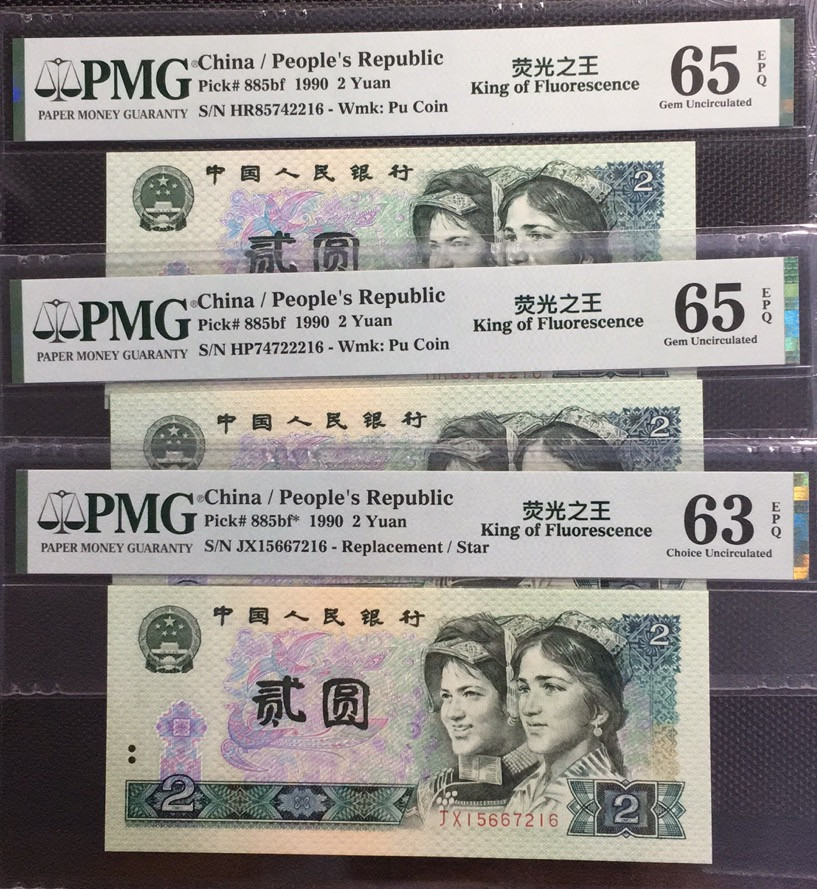 PMG
PAPER MONEY GUARANTY
®China / People's Republic
Pick# 885bf 1990 2 Yuan
S/N HR85742216 - Wmk: Pu Coin
荧光之王
King of Fluorescence
65
EPQ
Gem Uncirculated
中国人民银行
2
贰圆
PMG
PAPER MONEY GUARANTY
®China / People's Republic
Pick# 885bf 1990 2 Yuan
S/N HP74722216 - Wmk: Pu Coin
荧光之王
King of Fluorescence
65
EPQ
Gem Uncirculated
中国人民银行
2
PMG
PAPER MONEY GUARANTY
®China / People's Republic
Pick# 885bf* 1990 2 Yuan
S/N JX15667216 - Replacement / Star
荧光之王
King of Fluorescence
63
EPQ
Choice Uncirculated
中国人民银行
2
贰圆
2
JX15667216
2